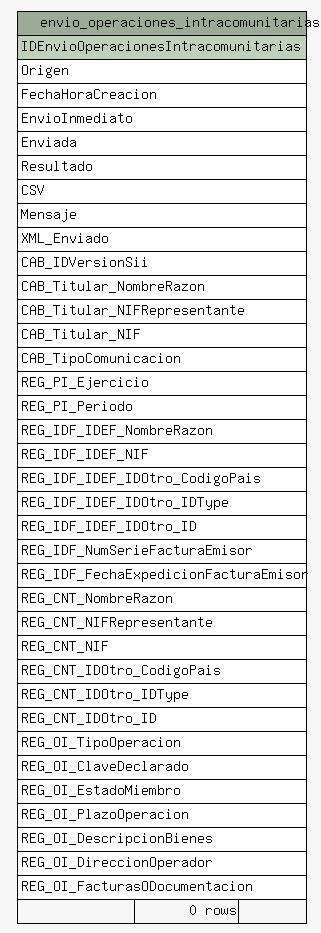 envio_operaciones_intracomunitarias
IDEnvioOperacionesIntracomunitarias
Origen
FechaHoraCreacion
EnvioInmediato
Enviada
Resultado
CSV
Mensaje
XML_Enviado
CAB_IDVersionSii
CAB_Titular_NombreRazon
CAB_Titular_NIFRepresentante
CAB_Titular_NIF
CAB_TipoComunicacion
REG_PI_Ejercicio
REG_PI_Periodo
REG_IDF_IDEF_NombreRazon
REG_IDF_IDEF_NIF
REG_IDF_IDEF_IDOtro_CodigoPais
REG_IDF_IDEF_IDOtro_IDType
REG_IDF_IDEF_IDOtro_ID
REG_IDF_NumSerieFacturaEmisor
REG_IDF_FechaExpedicionFacturaEmisor
REG_CNT_NombreRazon
REG_CNT_NIFRepresentante
REG_CNT_NIF
REG_CNT_IDOtro_CodigoPais
REG_CNT_IDOtro_IDType
REG_CNT_IDOtro_ID
REG_OI_TipoOperacion
REG_OI_ClaveDeclarado
REG_OI_EstadoMiembro
REG_OI_PlazoOperacion
REG_OI_DescripcionBienes
REG_OI_DireccionOperador
REG_OI_FacturasODocumentacion
0 rows